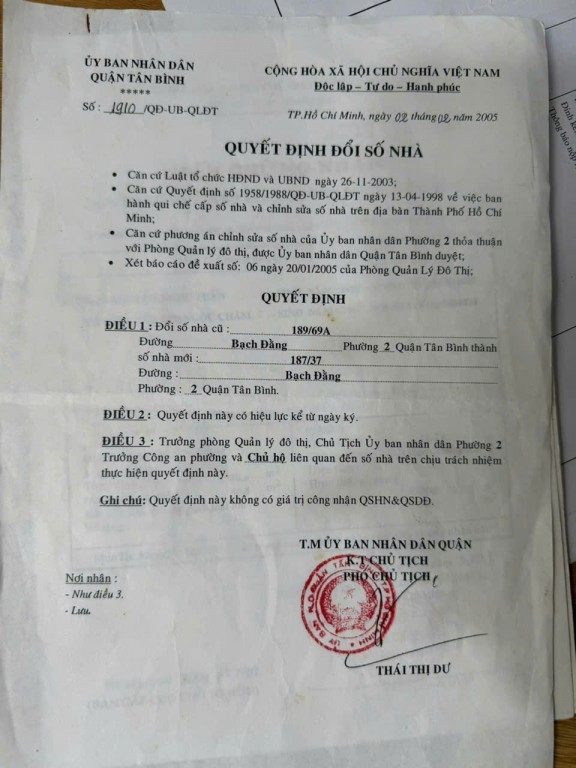 ỦY BAN NHÂN DÂN
QUẬN TÂN BÌNH
*****
Số : 1910 /QĐ-UB-QLĐT
CỘNG HÒA XÃ HỘI CHỦ NGHĨA VIỆT NAM
Độc lập – Tự do – Hạnh phúc
TP.Hồ Chí Minh, ngày 02 tháng 02 năm 2005
QUYẾT ĐỊNH ĐỔI SỐ NHÀ
• Căn cứ Luật tổ chức HĐND và UBND ngày 26-11-2003;
• Căn cứ Quyết định số 1958/1988/QĐ-UB-QLĐT ngày 13-04-1998 về việc ban
hành qui chế cấp số nhà và chỉnh sửa số nhà trên địa bàn Thành Phố Hồ Chí
Minh;
• Căn cứ phương án chỉnh sửa số nhà của Ủy ban nhân dân Phường 2 thỏa thuận
với Phòng Quản lý đô thị, được Ủy ban nhân dân Quận Tân Bình duyệt;
• Xét báo cáo đề xuất số: 06 ngày 20/01/2005 của Phòng Quản Lý Đô Thị;
QUYẾT ĐỊNH
ĐIỀU 1 : Đổi số nhà cũ : 189/69A
Đường Bạch Đằng Phường 2 Quận Tân Bình thành
số nhà mới : 187/37
Đường : Bạch Đằng
Phường : 2 Quận Tân Bình.
ĐIỀU 2 : Quyết định này có hiệu lực kể từ ngày ký.
ĐIỀU 3 : Trưởng phòng Quản lý đô thị, Chủ Tịch Ủy ban nhân dân Phường 2
Trưởng Công an phường và Chủ hộ liên quan đến số nhà trên chịu trách nhiệm
thực hiện quyết định này.
Ghi chú: Quyết định này không có giá trị công nhận QSHN&QSDĐ.
T.M ỦY BAN NHÂN DÂN QUẬN
K.T CHỦ TỊCH
PHÓ CHỦ TỊCH
Nơi nhận :
- Như điều 3.
- Lưu.
THÁI THỊ DƯ